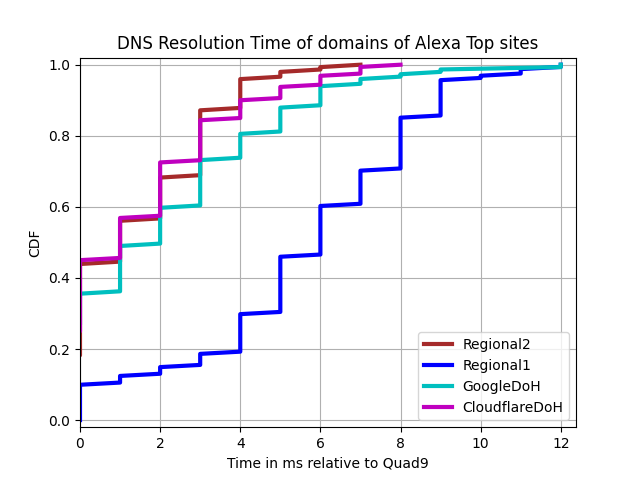 DNS Resolution Time of domains of Alexa Top sites
1.0
0.8
0.6
0.4
0.2
0.0
CDF
Regional2
Regional1
GoogleDoH
CloudflareDoH
0 2 4 6 8 10 12
Time in ms relative to Quad9